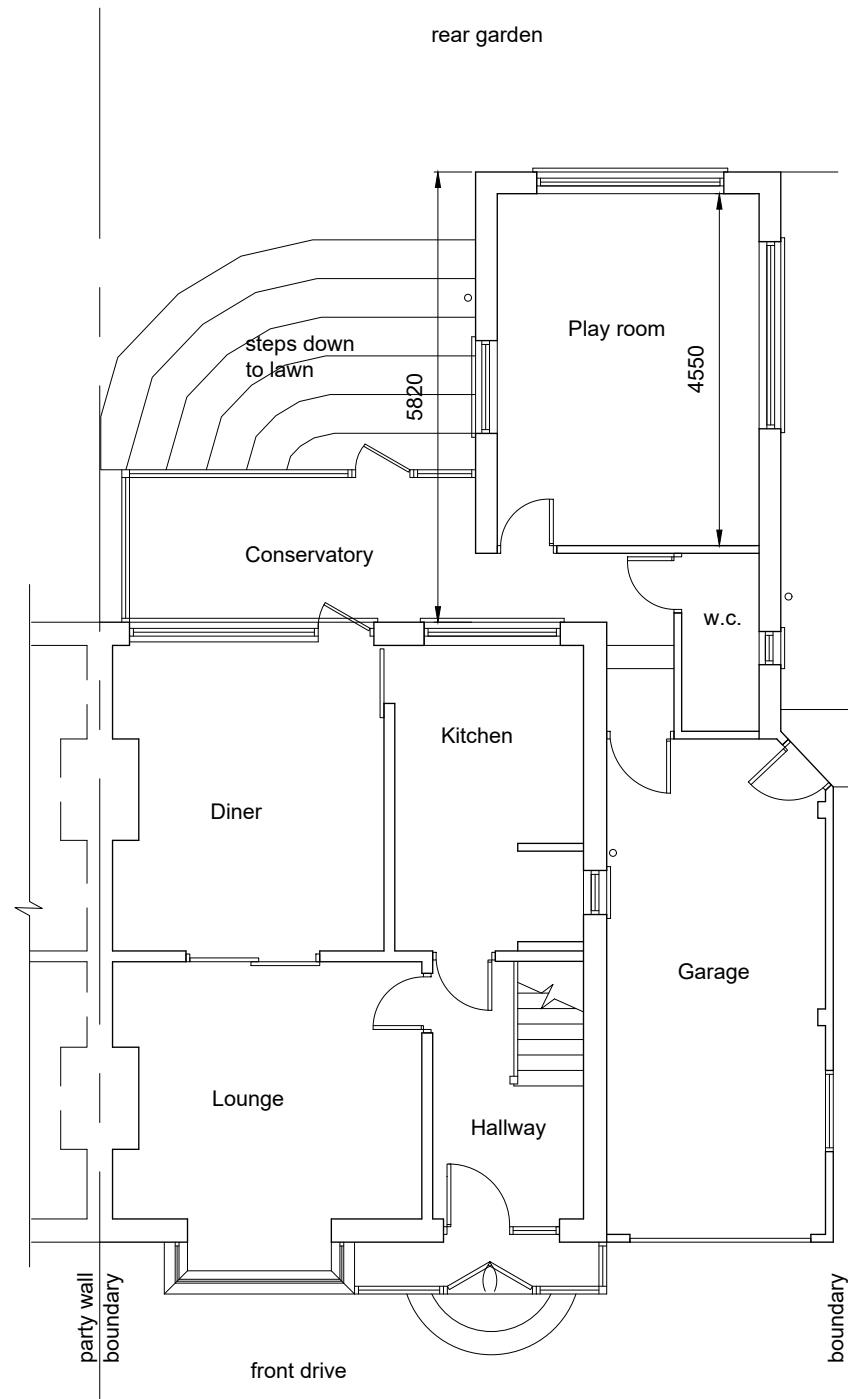 rear garden
Play room
steps down
to lawn
5820
4550
Conservatory
w.c.
Kitchen
Diner
Garage
Lounge
Hallway
party wall
boundary
boundary
front drive